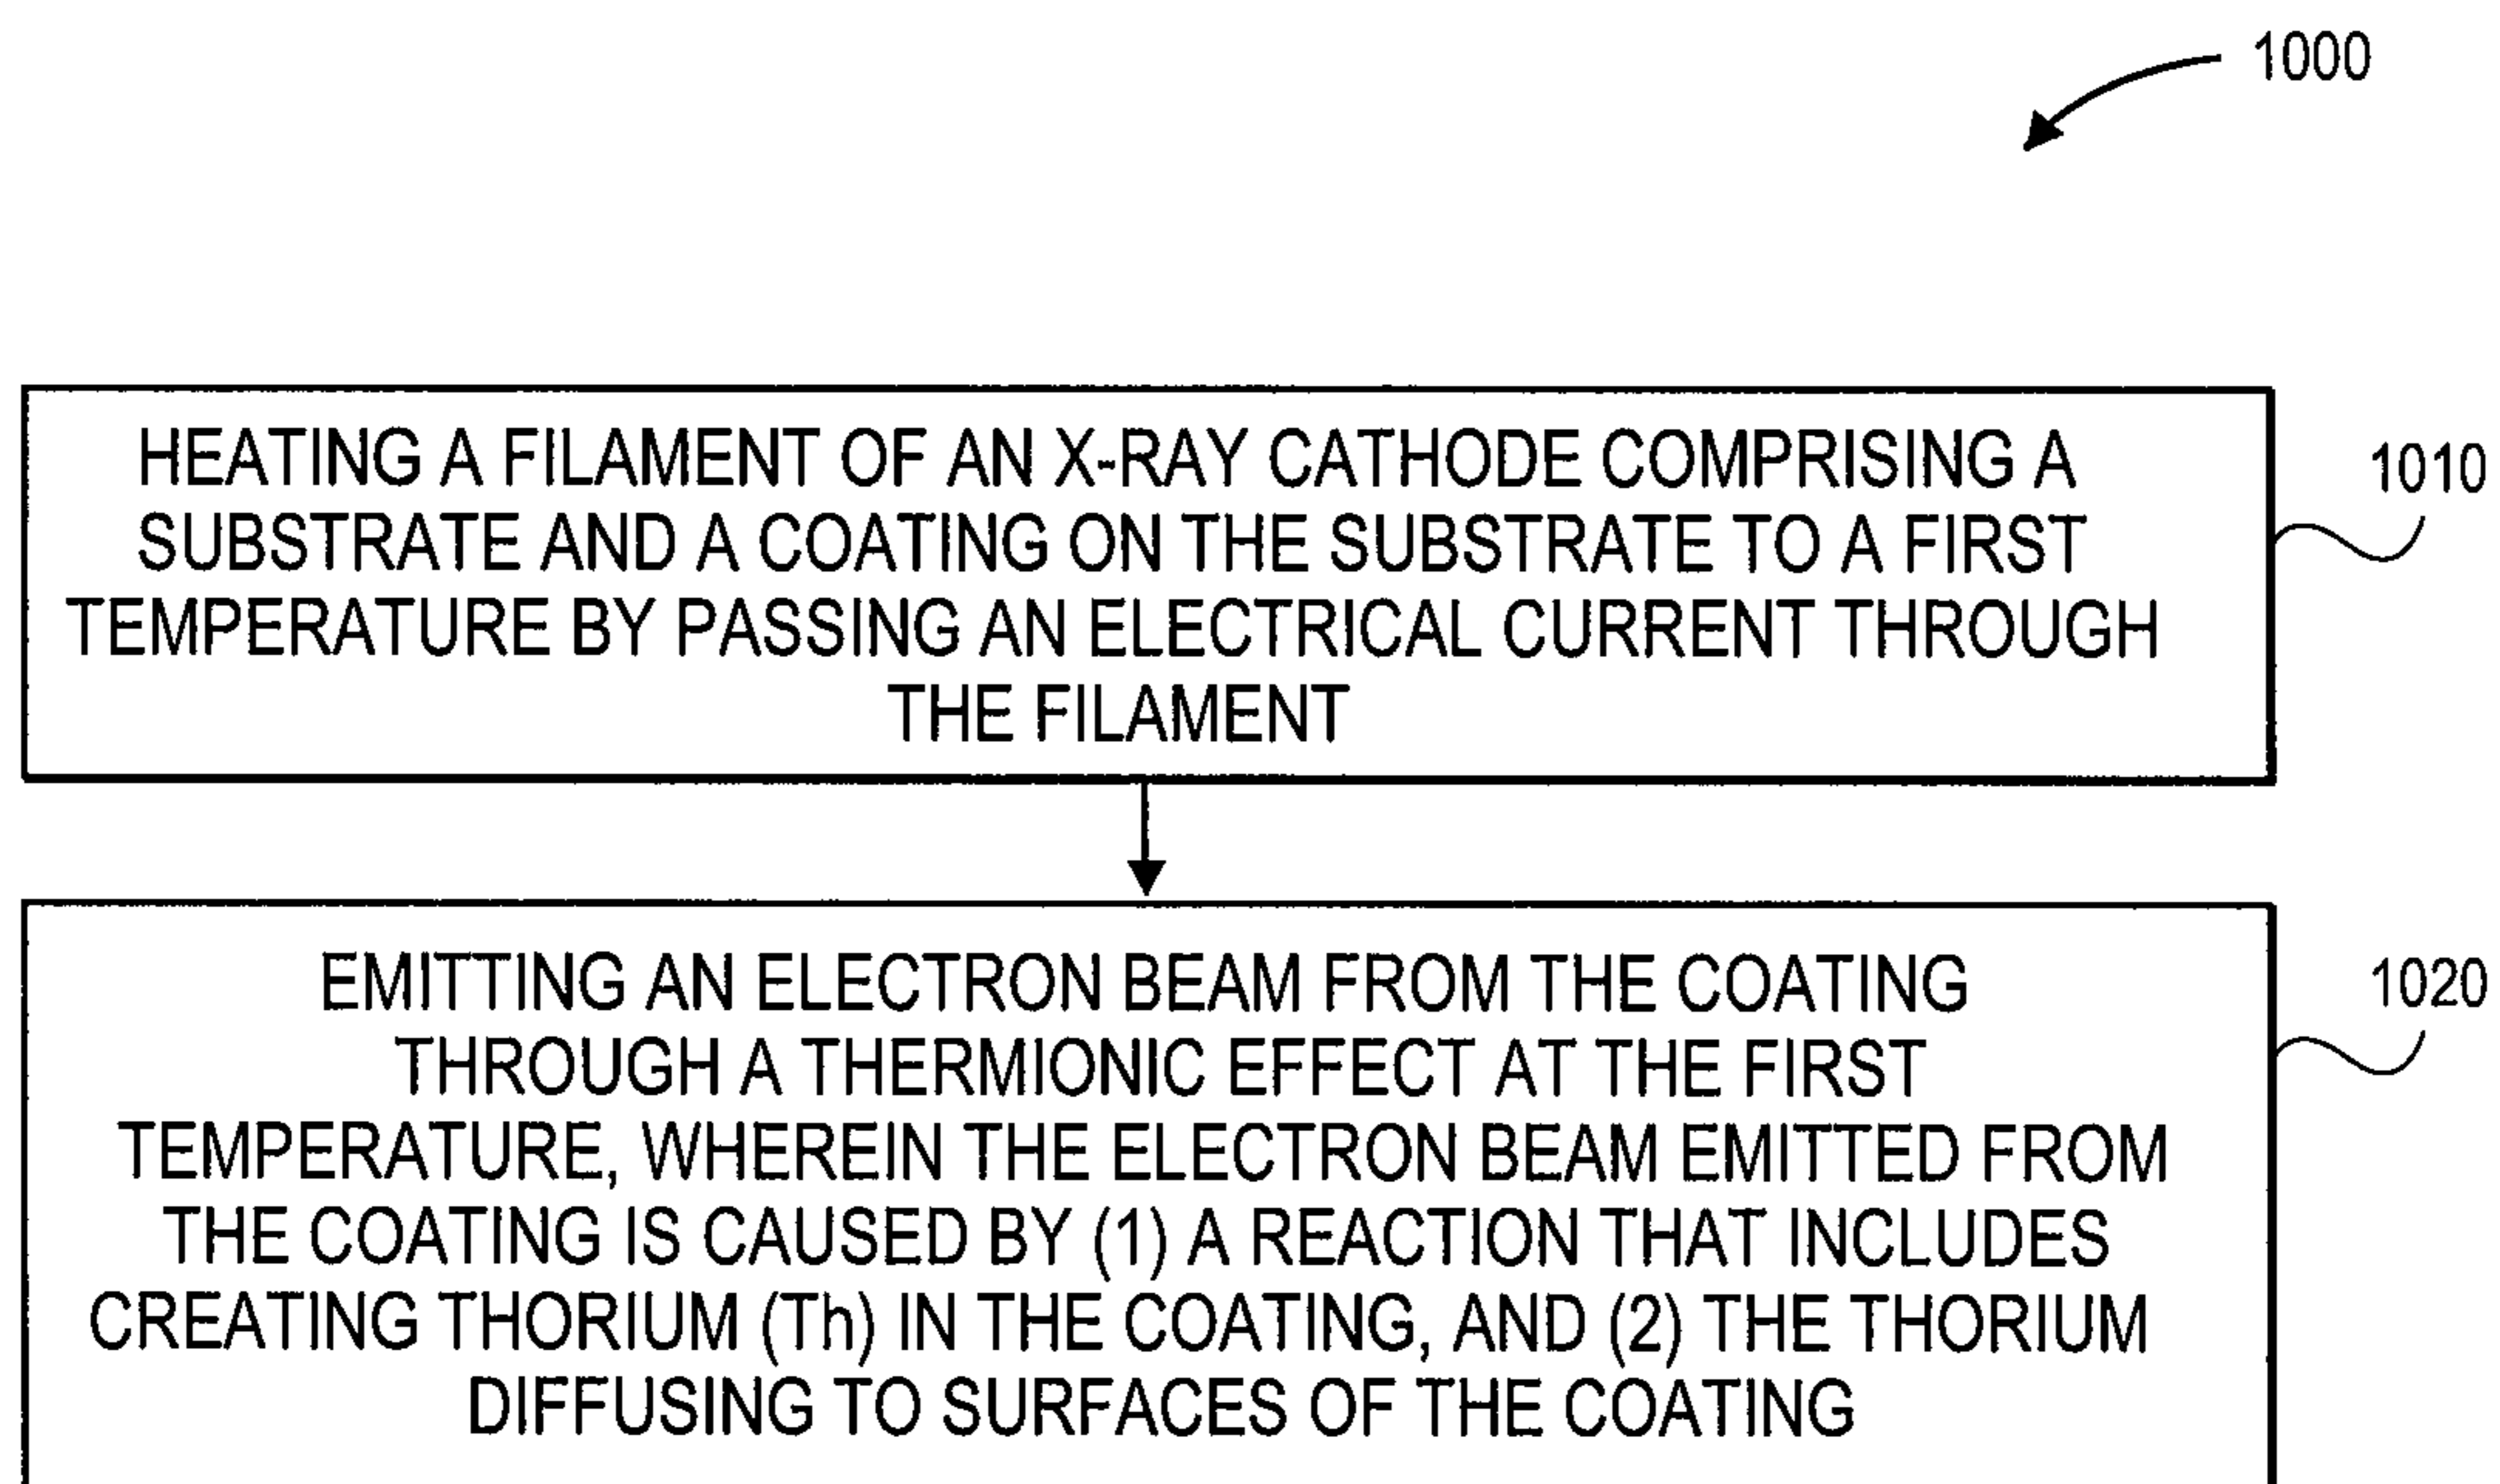 1000
HEATING A FILAMENT OF AN X-RAY CATHODE COMPRISING A
SUBSTRATE AND A COATING ON THE SUBSTRATE TO A FIRST
TEMPERATURE BY PASSING AN ELECTRICAL CURRENT THROUGH
THE FILAMENT
1010
EMITTING AN ELECTRON BEAM FROM THE COATING
THROUGH A THERMIONIC EFFECT AT THE FIRST
TEMPERATURE, WHEREIN THE ELECTRON BEAM EMITTED FROM
THE COATING IS CAUSED BY (1) A REACTION THAT INCLUDES
CREATING THORIUM (Th) IN THE COATING, AND (2) THE THORIUM
DIFFUSING TO SURFACES OF THE COATING
1020